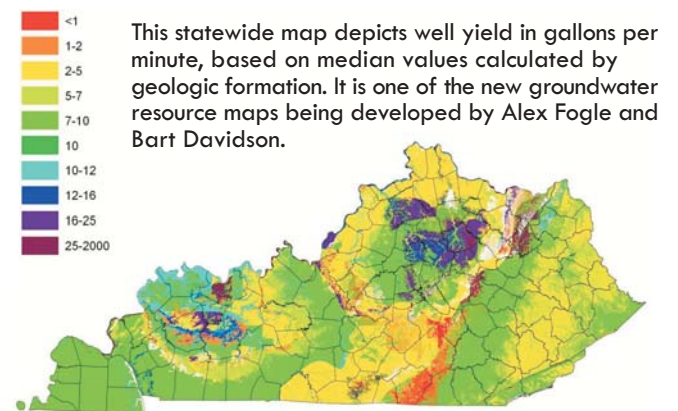 <1
1-2
2-5
5-7
7-10
10
10-12
12-16
16-25
25-2000
This statewide map depicts well yield in gallons per
minute, based on median values calculated by
geologic formation. It is one of the new groundwater
resource maps being developed by Alex Fogle and
Bart Davidson.